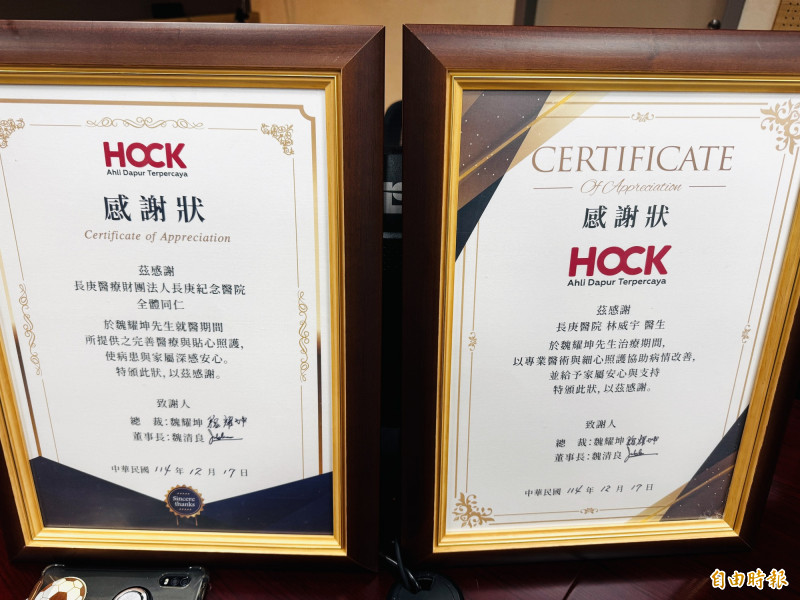 HOCK
Ahli Dapur Terpercaya
感謝狀
Certificate of Appreciation
茲感謝
長庚醫療財團法人長庚紀念醫院
全體同仁
於魏耀坤先生就醫期間
所提供之完善醫療與貼心照護,
使病患與家屬深感安心。
特頒此狀,以茲感謝。
致謝人
總 裁:魏耀坤
董事長:魏清良
中華民國 114 年 12 月 17 日
Sincere
thanks
CERTIFICATE
Of Appreciation
感謝狀
HOCK
Ahli Dapur Terpercaya
茲感謝
長庚醫院 林威宇 醫生
於魏耀坤先生治療期間,
以專業醫術與細心照護協助病情改善,
並給予家屬安心與支持
特頒此狀,以茲感謝。
致謝人
總 裁:魏耀坤
董事長:魏清良
中華民國 114 年 12 月 17 日
自由時報